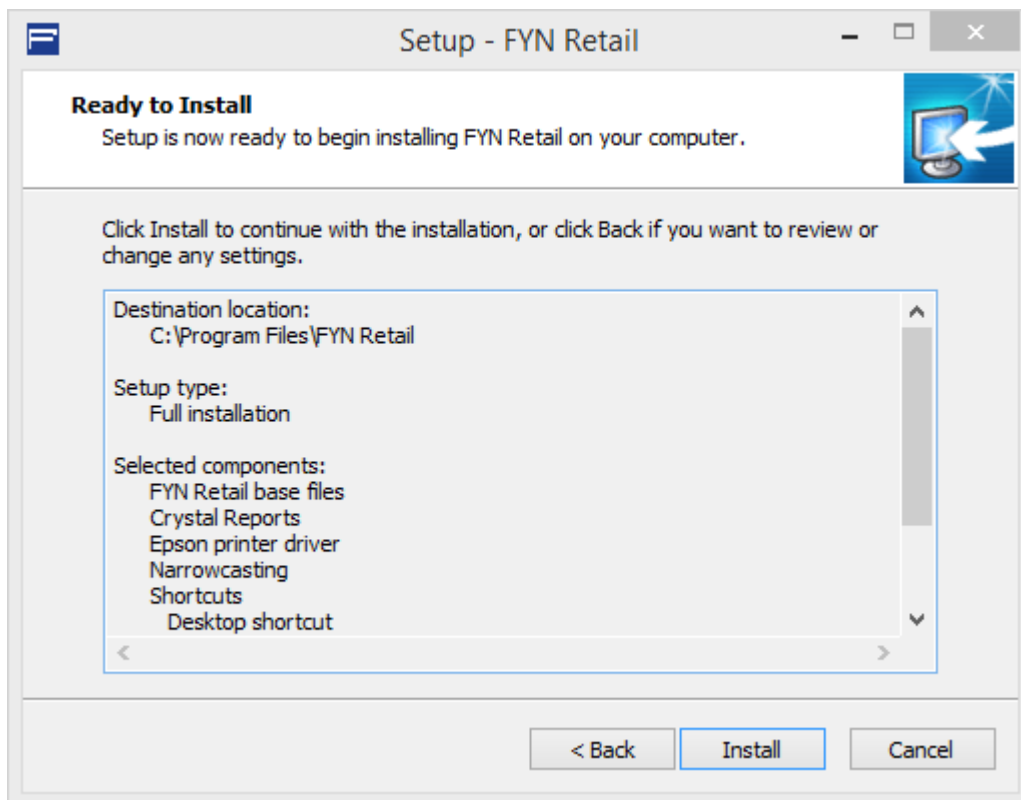 Setup - FYN Retail
Ready to Install
Setup is now ready to begin installing FYN Retail on your computer.
Click Install to continue with the installation, or click Back if you want to review or
change any settings.
Destination location:
C:\Program Files\FYN Retail
Setup type:
Full installation
Selected components:
FYN Retail base files
Crystal Reports
Epson printer driver
Narrowcasting
Shortcuts
Desktop shortcut
< Back
Install
Cancel